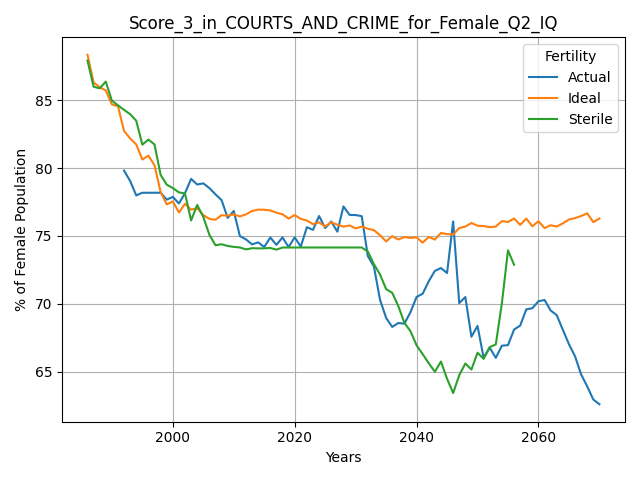 Score_3_in_COURTS_AND_CRIME_for_Female_Q2_IQ
Fertility
Actual
Ideal
Sterile
% of Female Population
85
80
75
70
65
2000 2020 2040 2060
Years